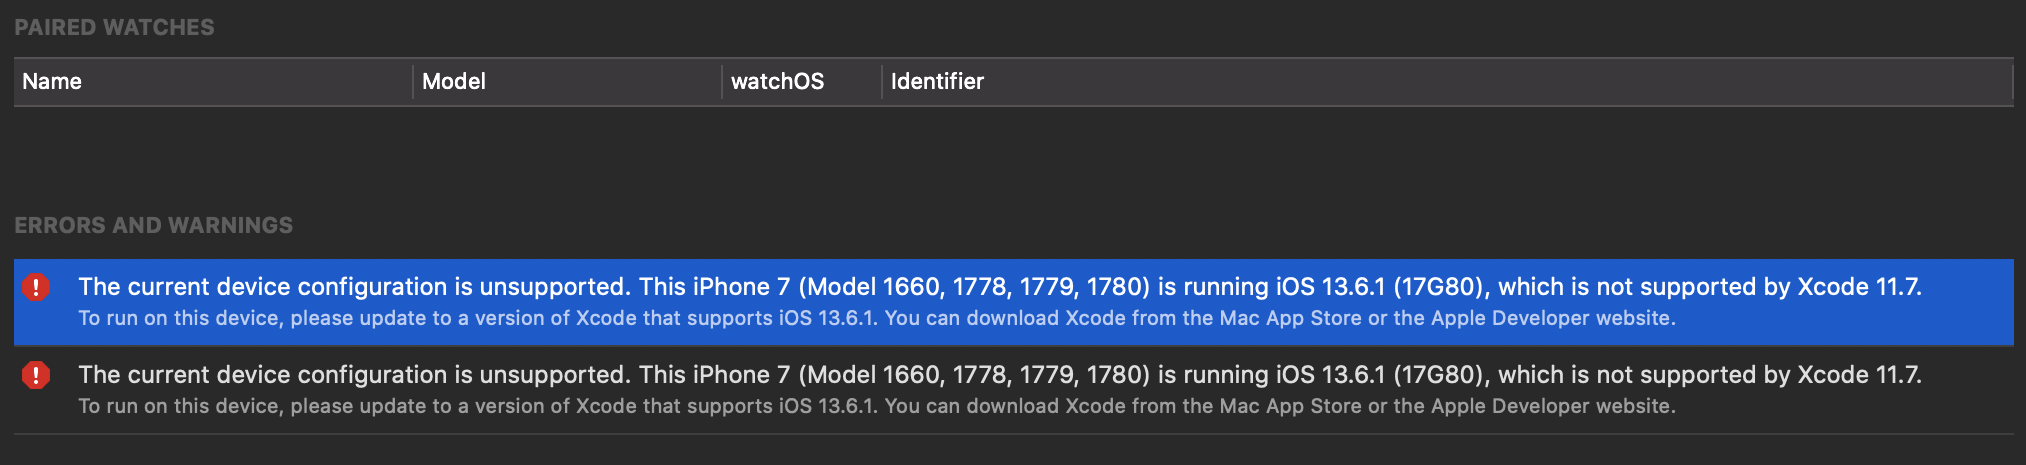 PAIRED WATCHES
Name Model watchOS Identifier
ERRORS AND WARNINGS
The current device configuration is unsupported. This iPhone 7 (Model 1660, 1778, 1779, 1780) is running iOS 13.6.1 (17G80), which is not supported by Xcode 11.7.
To run on this device, please update to a version of Xcode that supports iOS 13.6.1. You can download Xcode from the Mac App Store or the Apple Developer website.
The current device configuration is unsupported. This iPhone 7 (Model 1660, 1778, 1779, 1780) is running iOS 13.6.1 (17G80), which is not supported by Xcode 11.7.
To run on this device, please update to a version of Xcode that supports iOS 13.6.1. You can download Xcode from the Mac App Store or the Apple Developer website.